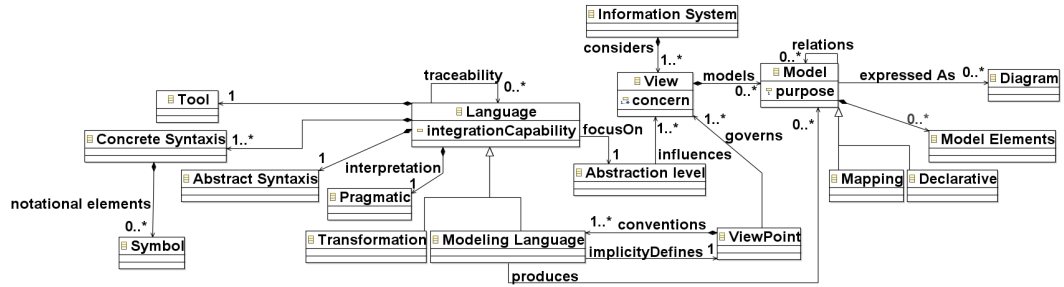 Information System
considers
1..*
relations
0..*
traceability
0..*
View
concern
models
0..*
Model
purpose
expressed As
0..*
Diagram
Tool
1
Language
integrationCapability
focusOn
1..*
governs
0..*
0..*
Concrete Syntaxis
1..*
1..*
Model Elements
1
interpretation
1
influences
Abstract Syntaxis
1
Pragmatic
Abstraction level
Mapping
Declarative
notational elements
0..*
Symbol
Transformation
Modeling Language
1..*
conventions
ViewPoint
implicityDefines
1
produces